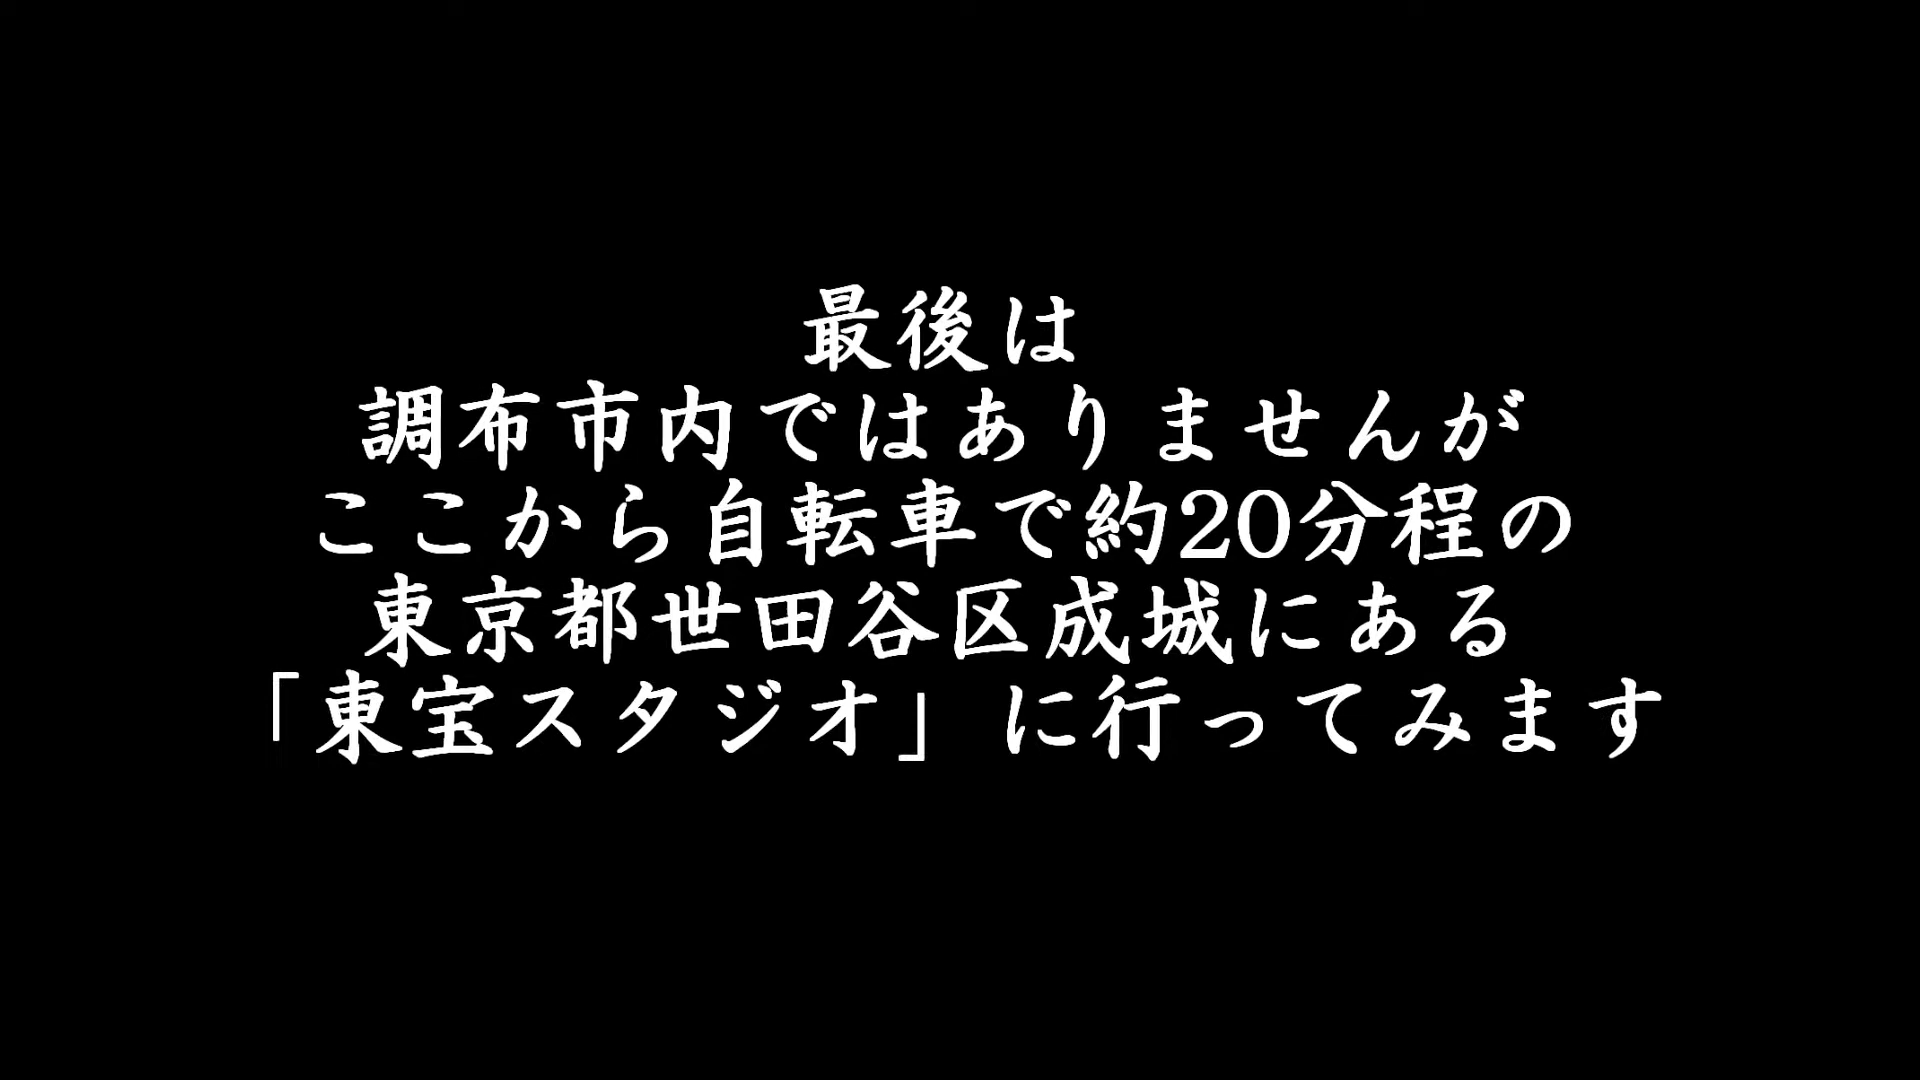 最後は
調布市内ではありませんが
ここから自転車で約20分程の
東京都世田谷区成城にある
「東宝スタジオ」に行ってみます